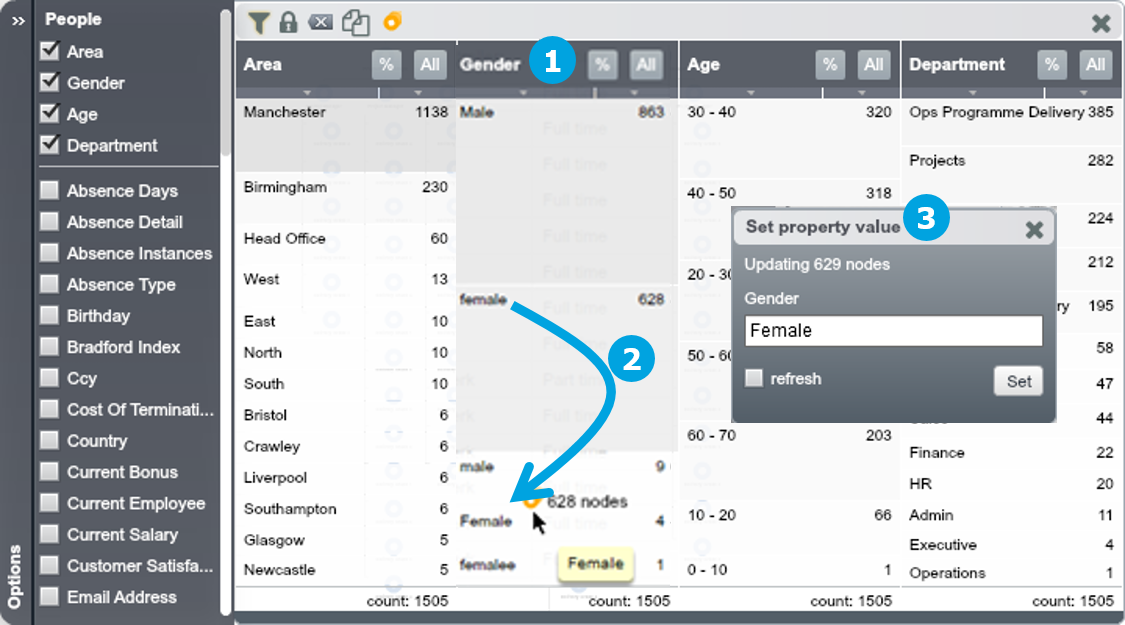 People
Area
Gender
Age
Department
Absence Days
Absence Detail
Absence Instances
Absence Type
Birthday
Bradford Index
Ccy
Cost Of Terminati...
Country
Current Bonus
Current Employee
Current Salary
Customer Satisfa...
Email Address
Options
Area % All
Manchester 1138
Birmingham 230
Head Office 60
West 13
East 10
North 10
South 10
Bristol 6
Crawley 6
Liverpool 6
Southampton 6
Glasgow 5
Newcastle 5
count: 1505
Gender 1 % All
Male 863
female 628
2
male 9
628 nodes
Female 4
femalee 1
Female
count: 1505
Age % All
30 - 40 320
40 - 50 318
20 - 30
50 - 60
60 - 70 203
10 - 20 66
0 - 10 1
count: 1505
Department % All
Ops Programme Delivery 385
Projects 282
224
212
ry 195
58
47
44
Finance 22
HR 20
Admin 11
Executive 4
Operations 1
count: 1505
Set property value 3
Updating 629 nodes
Gender
Female
refresh Set